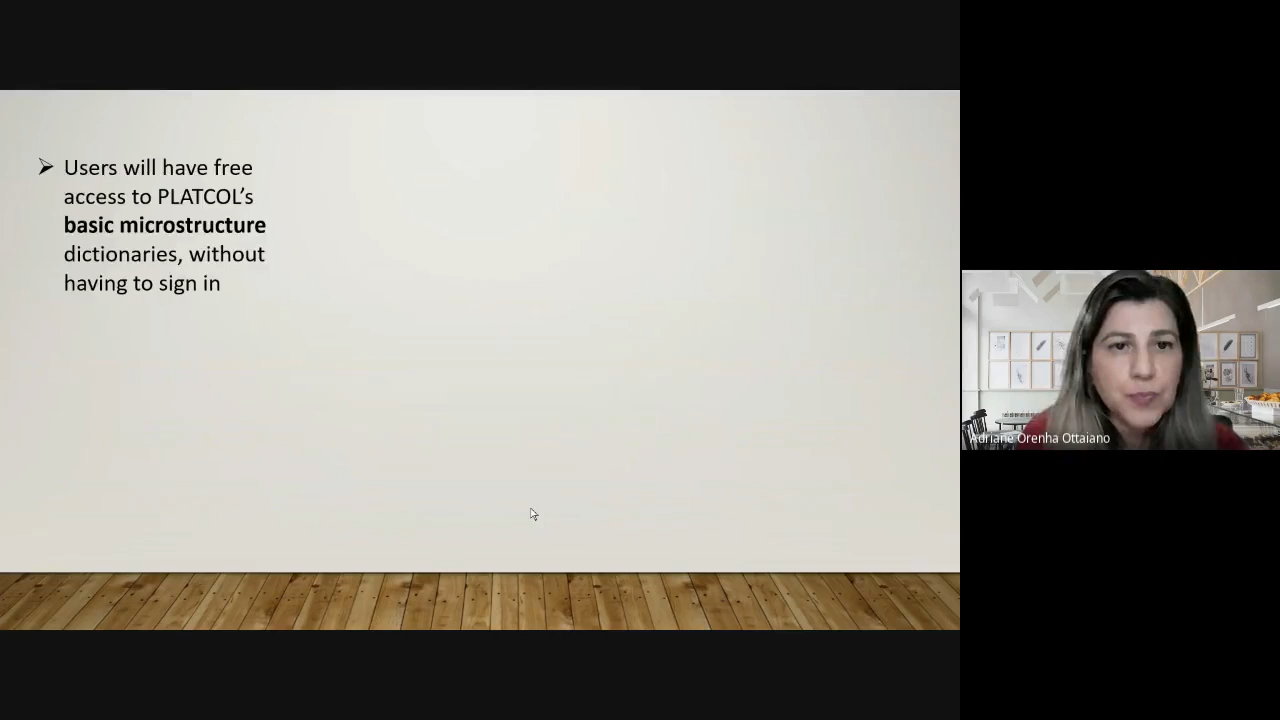 ➢ Users will have free
access to PLATCOL’s
basic microstructure
dictionaries, without
having to sign in
Adriane Orenha Ottaiano